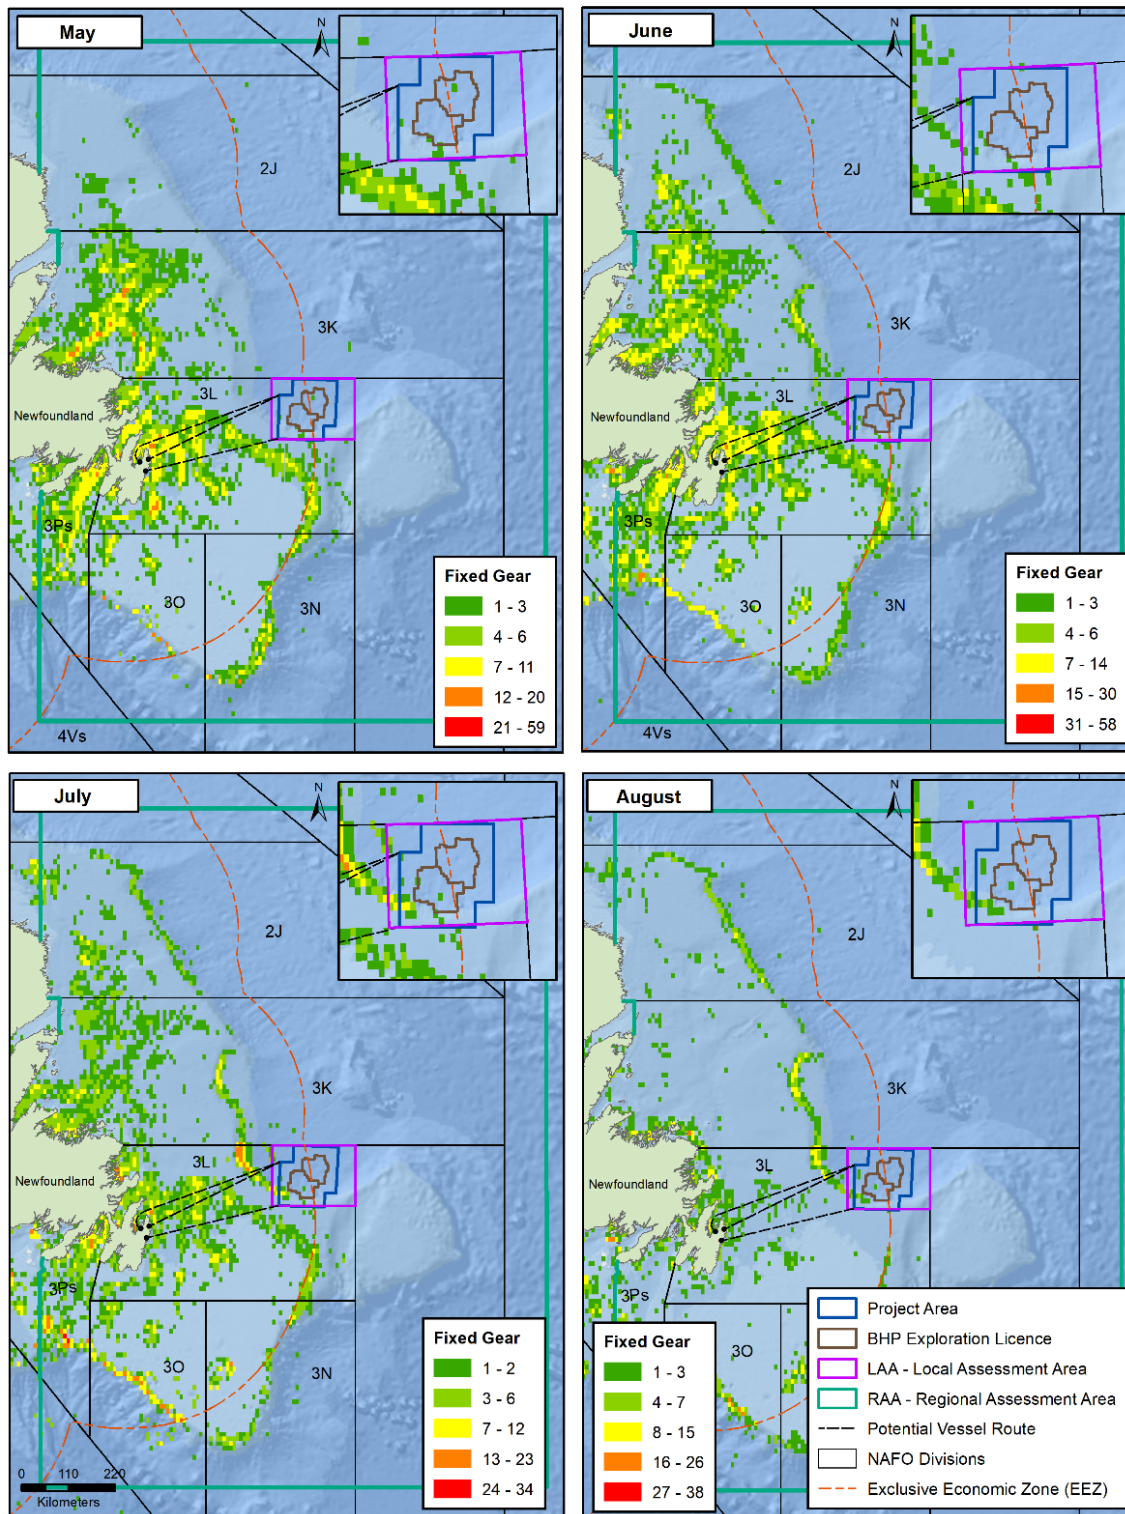 May
N
2J
3K
3L
Newfoundland
3Ps
3O
3N
4Vs
Fixed Gear
1 - 3
4 - 6
7 - 11
12 - 20
21 - 59
June
N
2J
3K
3L
Newfoundland
3Ps
3O
3N
4Vs
Fixed Gear
1 - 3
4 - 6
7 - 14
15 - 30
31 - 58
July
N
2J
3K
3L
Newfoundland
3Ps
3O
3N
0 110 220
Kilometers
Fixed Gear
1 - 2
3 - 6
7 - 12
13 - 23
24 - 34
August
N
2J
3K
3L
Newfoundland
3Ps
3O
Fixed Gear
1 - 3
4 - 7
8 - 15
16 - 26
27 - 38
Project Area
BHP Exploration Licence
LAA - Local Assessment Area
RAA - Regional Assessment Area
Potential Vessel Route
NAFO Divisions
Exclusive Economic Zone (EEZ)